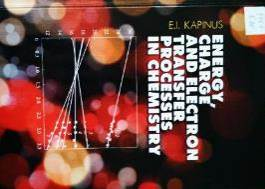 E.I. KAPINUS
ENERGY,
CHARGE,
AND ELECTRON
TRANSFER
PROCESSES
IN CHEMISTRY